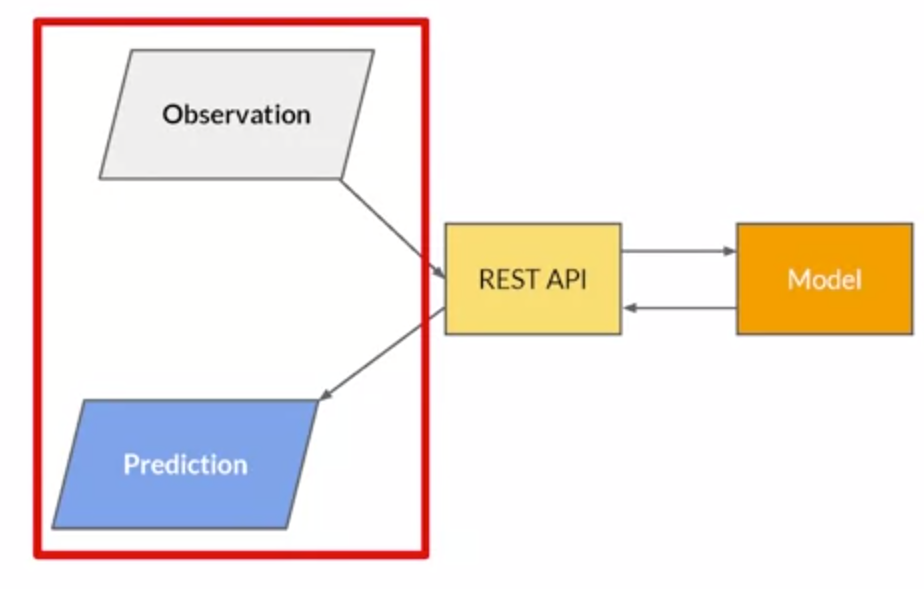 Observation
REST API
Model
Prediction